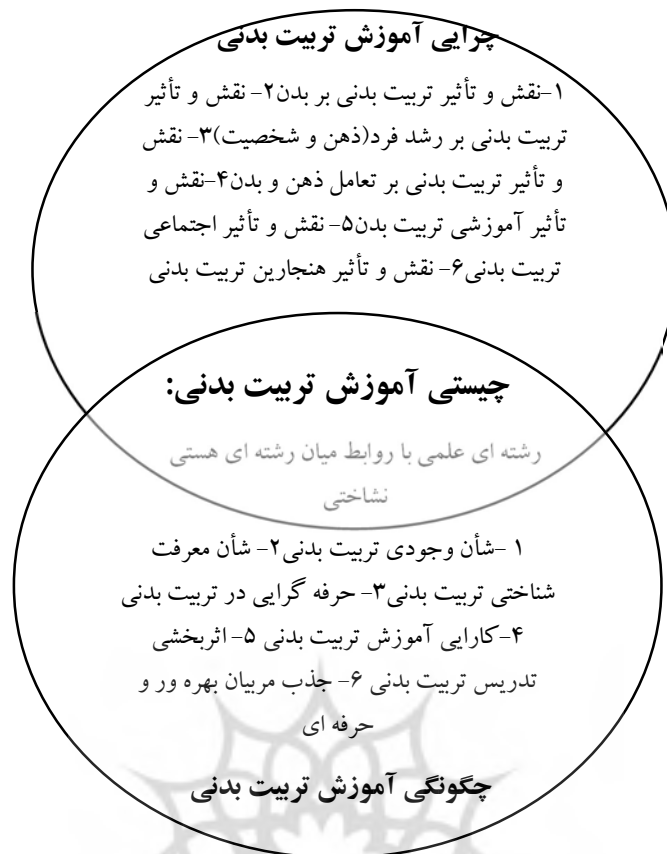 چرایی آموزش تربیت بدنی
۱-نقش و تأثیر تربیت بدنی بر بدن۲- نقش و تأثیر
تربیت بدنی بر رشد فرد(ذهن و شخصیت)۳- نقش
و تأثیر تربیت بدنی بر تعامل ذهن و بدن۴-نقش و
تأثیر آموزشی تربیت بدن۵- نقش و تأثیر اجتماعی
تربیت بدنی۶- نقش و تأثیر هنجارین تربیت بدنی
چیستی آموزش تربیت بدنی:
رشته ای علمی با روابط میان رشته ای هستی
نشاختی
۱ -شأن وجودی تربیت بدنی۲- شأن معرفت
شناختی تربیت بدنی۳- حرفه گرایی در تربیت بدنی
۴-کارایی آموزش تربیت بدنی ۵- اثربخشی
تدریس تربیت بدنی ۶- جذب مربیان بهره ور و
حرفه ای
چگونگی آموزش تربیت بدنی